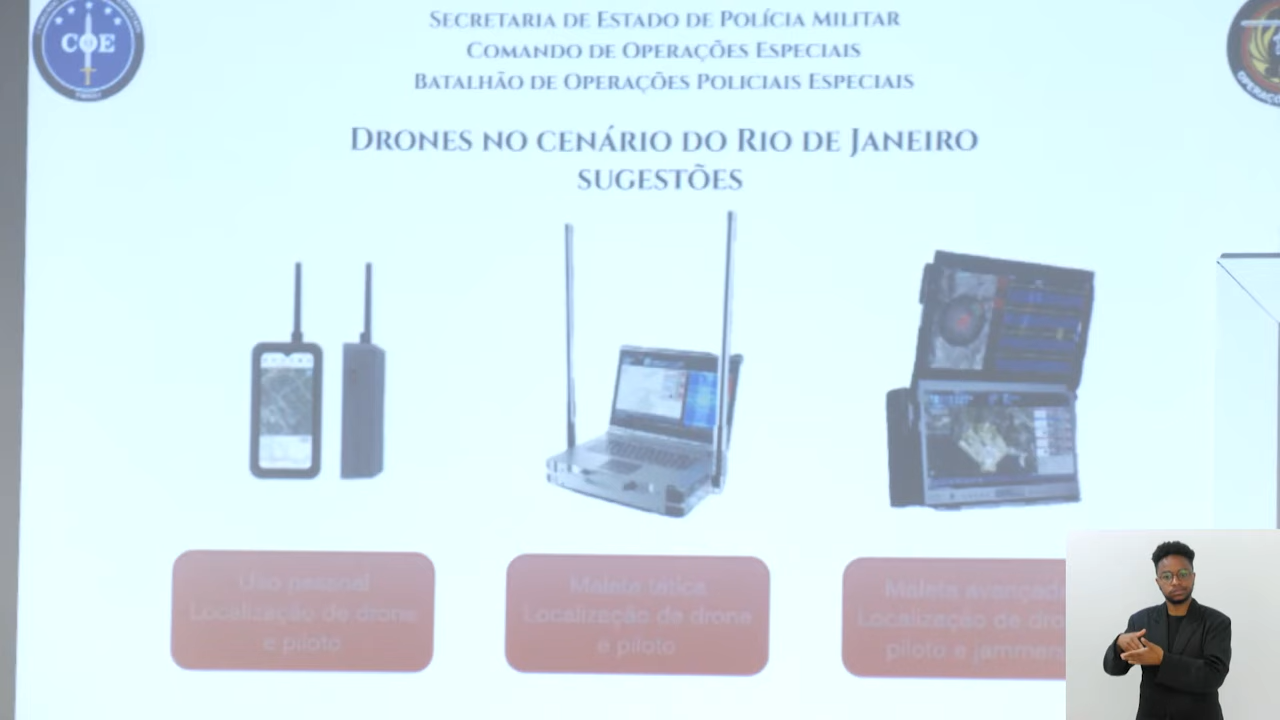 COE
SECRETARIA DE ESTADO DE POLÍCIA MILITAR
COMANDO DE OPERAÇÕES ESPECIAIS
BATALHÃO DE OPERAÇÕES POLICIAIS ESPECIAIS
DRONES NO CENÁRIO DO RIO DE JANEIRO
SUGESTÕES
Uso pessoal
Localização de drone
e piloto
Maleta tática
Localização de drone
e piloto
Maleta avançada
Localização de dro
piloto e jammer